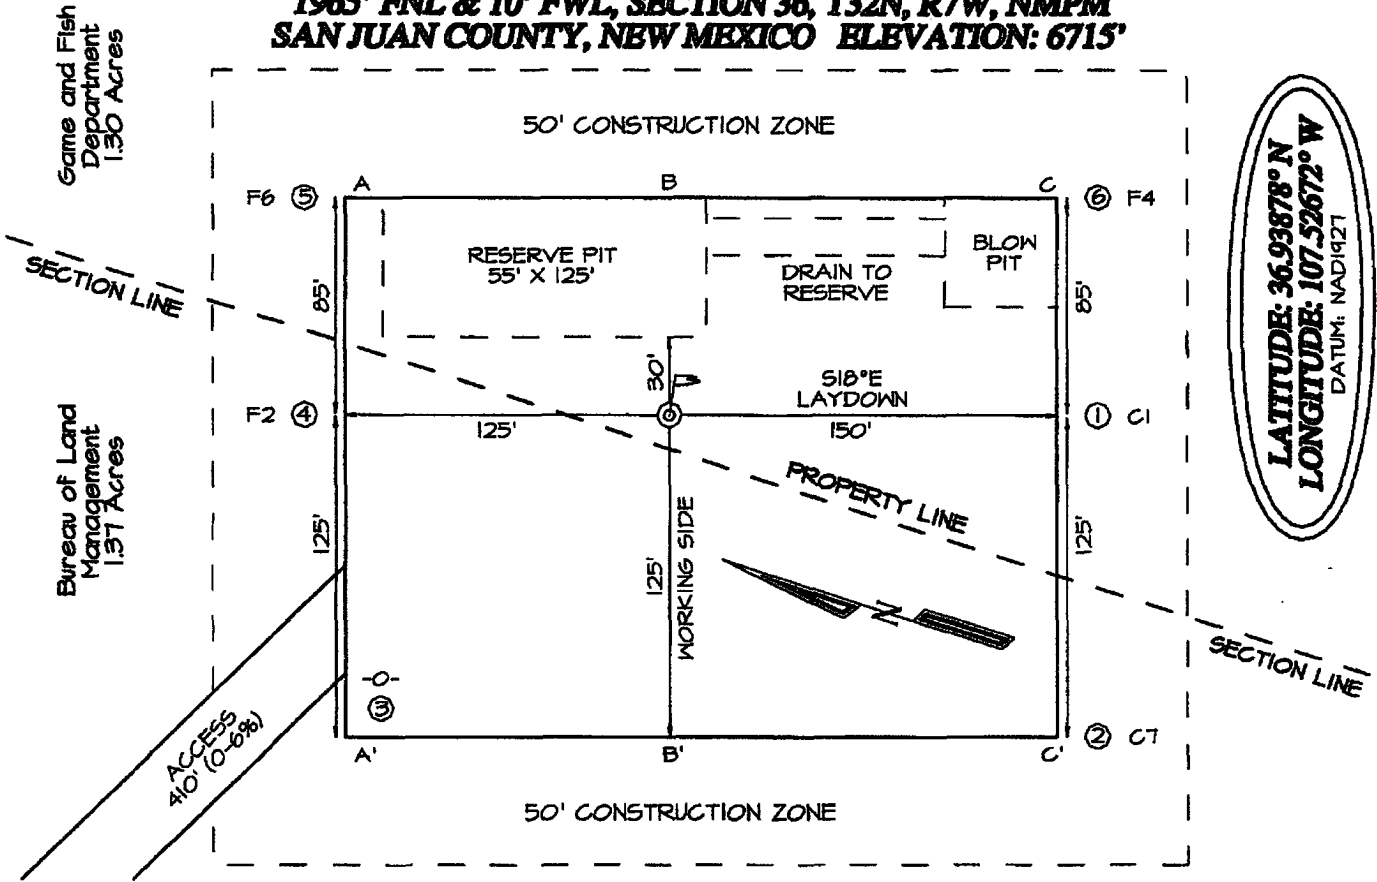 1965' FNL & 10' FWL, SECTION 36, T32N, R7W, NMPM
SAN JUAN COUNTY, NEW MEXICO ELEVATION: 6715'
Game and Fish
Department
1.30 Acres
50' CONSTRUCTION ZONE
A
B
C
F6 ⑤
⑥ F4
RESERVE PIT
55' X 125'
BLOW
PIT
DRAIN TO
RESERVE
SECTION LINE
85'
85'
30'
S18°E
LAYDOWN
F2 ④
① C1
125'
150'
LATITUDE: 36.93878° N
LONGITUDE: 107.52672° W
DATUM: NAD1927
Bureau of Land
Management
1.37 Acres
PROPERTY LINE
125'
125'
WORKING SIDE
125'
N
SECTION LINE
-0-
③
② C7
A'
B'
C'
ACCESS
410' (0-6%)
50' CONSTRUCTION ZONE